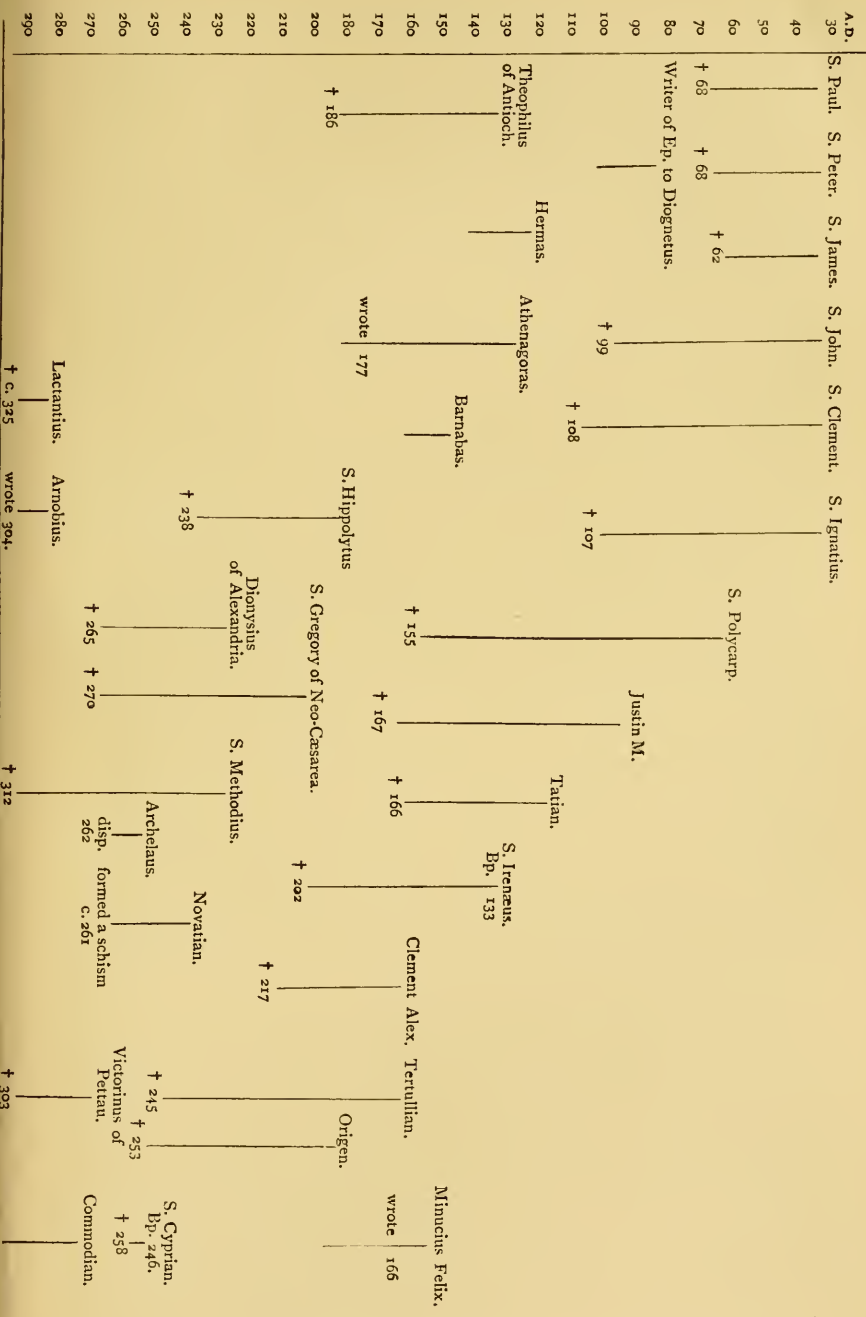 A.D.
30 S. Paul. S. Peter. S. James. S. John. S. Clement. S. Ignatius.
40
50
60 S. Polycarp.
† 62
70 † 68 † 68
80 Writer of Ep. to Diognetus.
90 Justin M.
100 † 99
† 107
110 † 108
Tatian.
120 Hermas.
Theophilus Athenagoras.
130 of Antioch. S. Irenæus.
Bp. 133
140
Barnabas.
150 Minucius Felix.
160 † 155 Clement Alex. Tertullian.
† 166 wrote 166
170 † 167
wrote 177
180 S. Hippolytus Origen.
† 186
200 S. Gregory of Neo-Cæsarea.
† 202
210
† 217
220 Dionysius
of Alexandria. S. Methodius.
230
Novatian.
240 † 238
S. Cyprian.
250 Archelaus. † 245 Bp. 246.
† 253
260 Victorinus of † 258
disp. formed a schism Pettau.
270 † 265 † 270 262 c. 261 Commodian.
280 Lactantius. Arnobius.
290
† c. 325 wrote 304. † 312 † 303